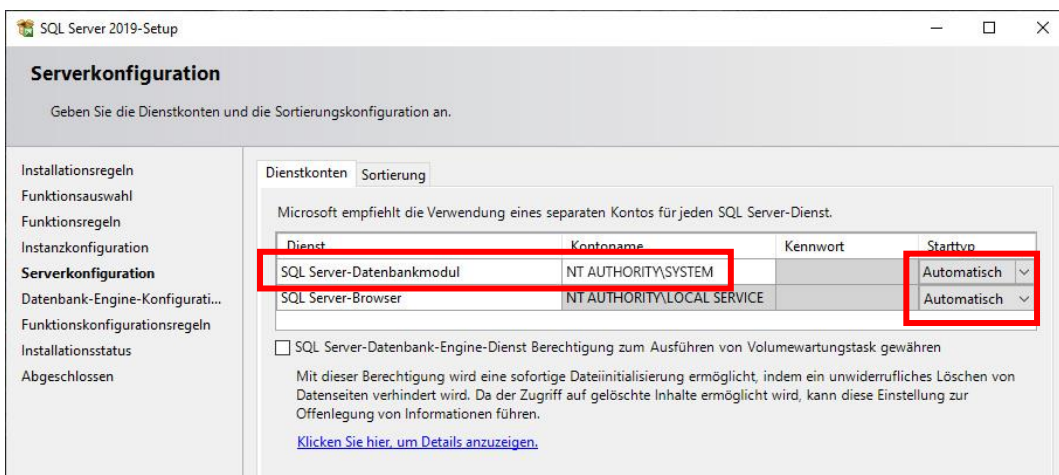 SQL Server 2019-Setup
Serverkonfiguration
Geben Sie die Dienstkonten und die Sortierungskonfiguration an.
Installationsregeln
Funktionsauswahl
Funktionsregeln
Instanzkonfiguration
Serverkonfiguration
Datenbank-Engine-Konfigurati...
Funktionskonfigurationsregeln
Installationsstatus
Abgeschlossen
Dienstkonten Sortierung
Microsoft empfiehlt die Verwendung eines separaten Kontos für jeden SQL Server-Dienst.
Dienst Kontoname Kennwort Starttyp
SQL Server-Datenbankmodul NT AUTHORITY\SYSTEM Automatisch
SQL Server-Browser NT AUTHORITY\LOCAL SERVICE Automatisch
SQL Server-Datenbank-Engine-Dienst Berechtigung zum Ausführen von Volumewartungstask gewähren
Mit dieser Berechtigung wird eine sofortige Dateiinitialisierung ermöglicht, indem ein unwiderrufliches Löschen von
Datenseiten verhindert wird. Da der Zugriff auf gelöschte Inhalte ermöglicht wird, kann diese Einstellung zur
Offenlegung von Informationen führen.
Klicken Sie hier, um Details anzuzeigen.